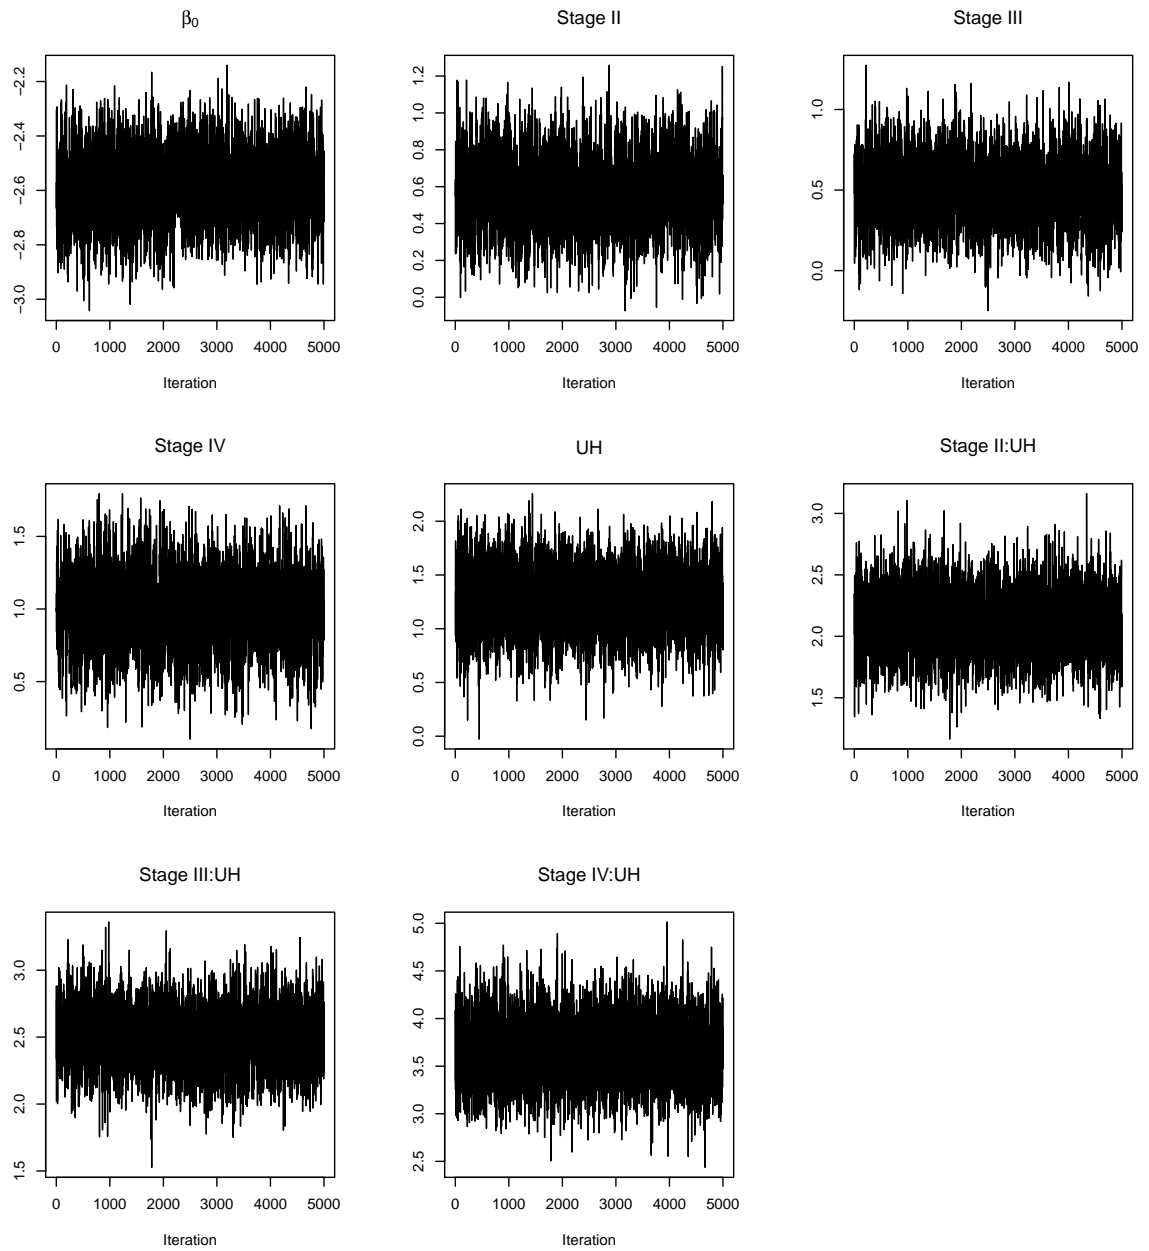 β0 Stage II Stage III
−3.0 −2.8 −2.6 −2.4 −2.2
0.0 0.2 0.4 0.6 0.8 1.0 1.2
0.0 0.5 1.0
0 1000 2000 3000 4000 5000 0 1000 2000 3000 4000 5000 0 1000 2000 3000 4000 5000
Iteration Iteration Iteration
Stage IV UH Stage II:UH
0.5 1.0 1.5
0.0 0.5 1.0 1.5 2.0
1.5 2.0 2.5 3.0
0 1000 2000 3000 4000 5000 0 1000 2000 3000 4000 5000 0 1000 2000 3000 4000 5000
Iteration Iteration Iteration
Stage III:UH Stage IV:UH
1.5 2.0 2.5 3.0
2.5 3.0 3.5 4.0 4.5 5.0
0 1000 2000 3000 4000 5000 0 1000 2000 3000 4000 5000
Iteration Iteration